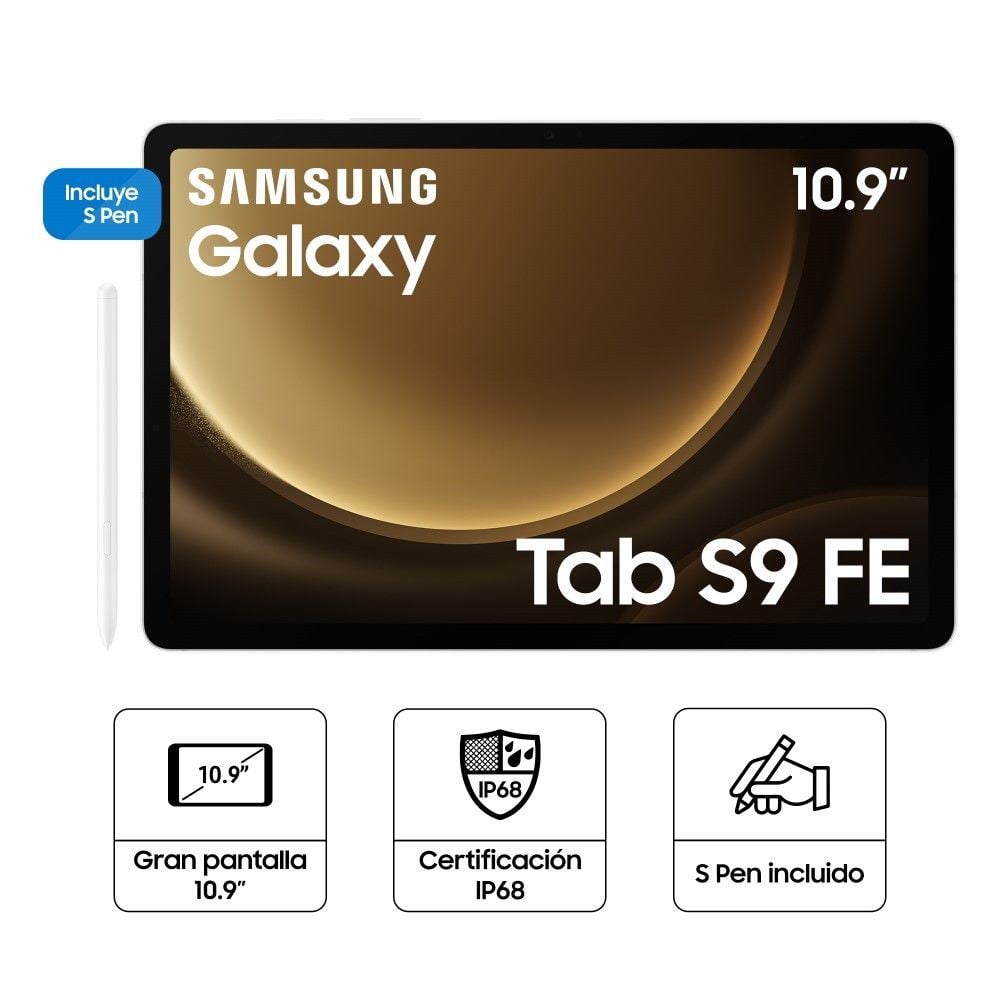 Incluye
S Pen
SAMSUNG
Galaxy
10.9”
Tab S9 FE
10.9”
Gran pantalla
10.9”
IP68
Certificación
IP68
S Pen incluido